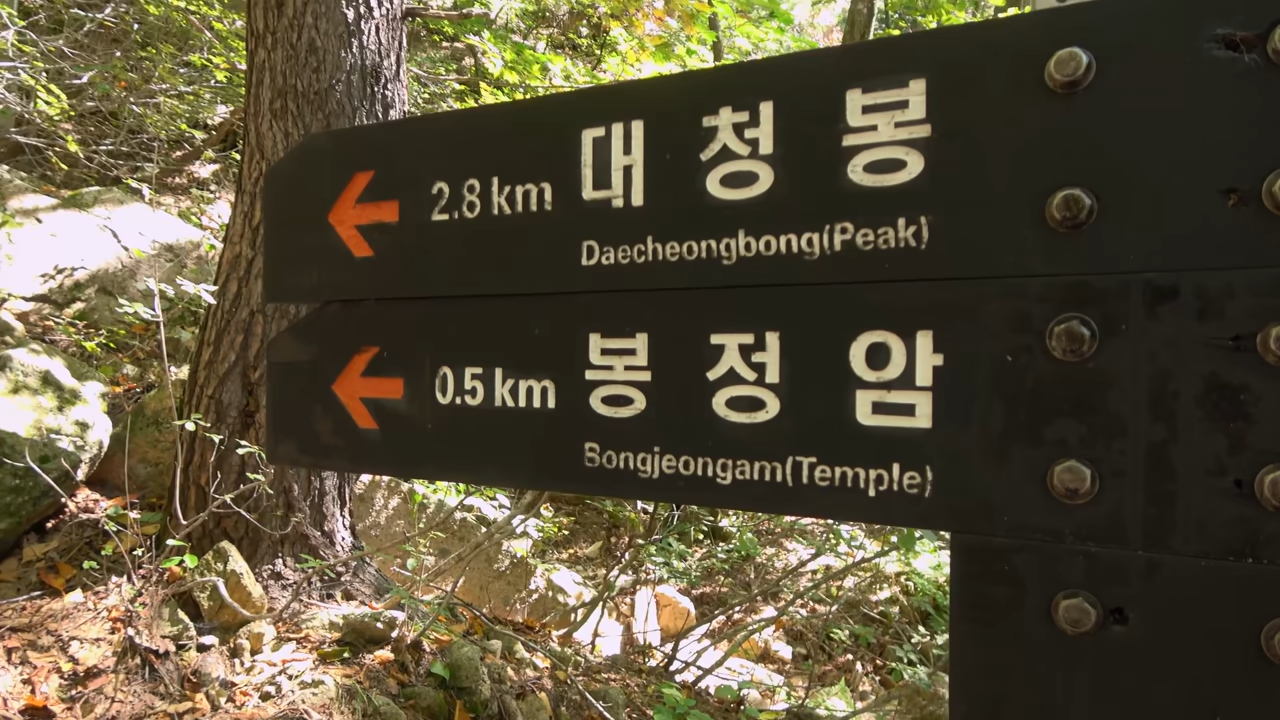 2.8 km 대청봉
Daecheongbong(Peak)
0.5 km 봉정암
Bongjeongam(Temple)